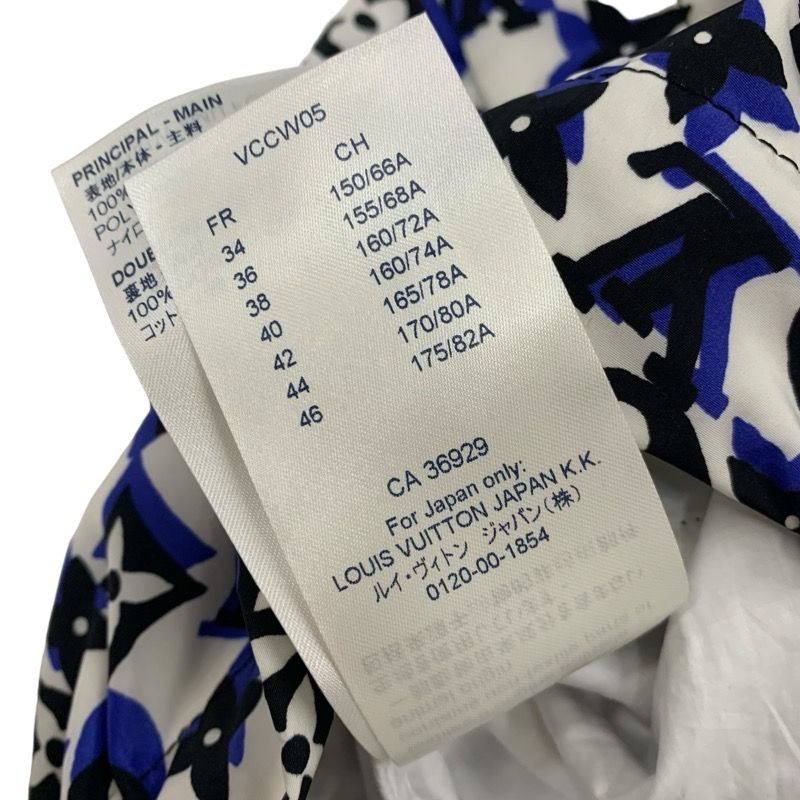 PRINCIPAL - MAIN
表地/本体 - 主料
100%
POL
ナイロ
DOUB
裏地
100%
コット
VCCW05
FR CH
34 150/66A
36 155/68A
38 160/72A
40 160/74A
42 165/78A
44 170/80A
46 175/82A
CA 36929
For Japan only:
LOUIS VUITTON JAPAN K.K.
ルイ・ヴィトン ジャパン(株)
0120-00-1854